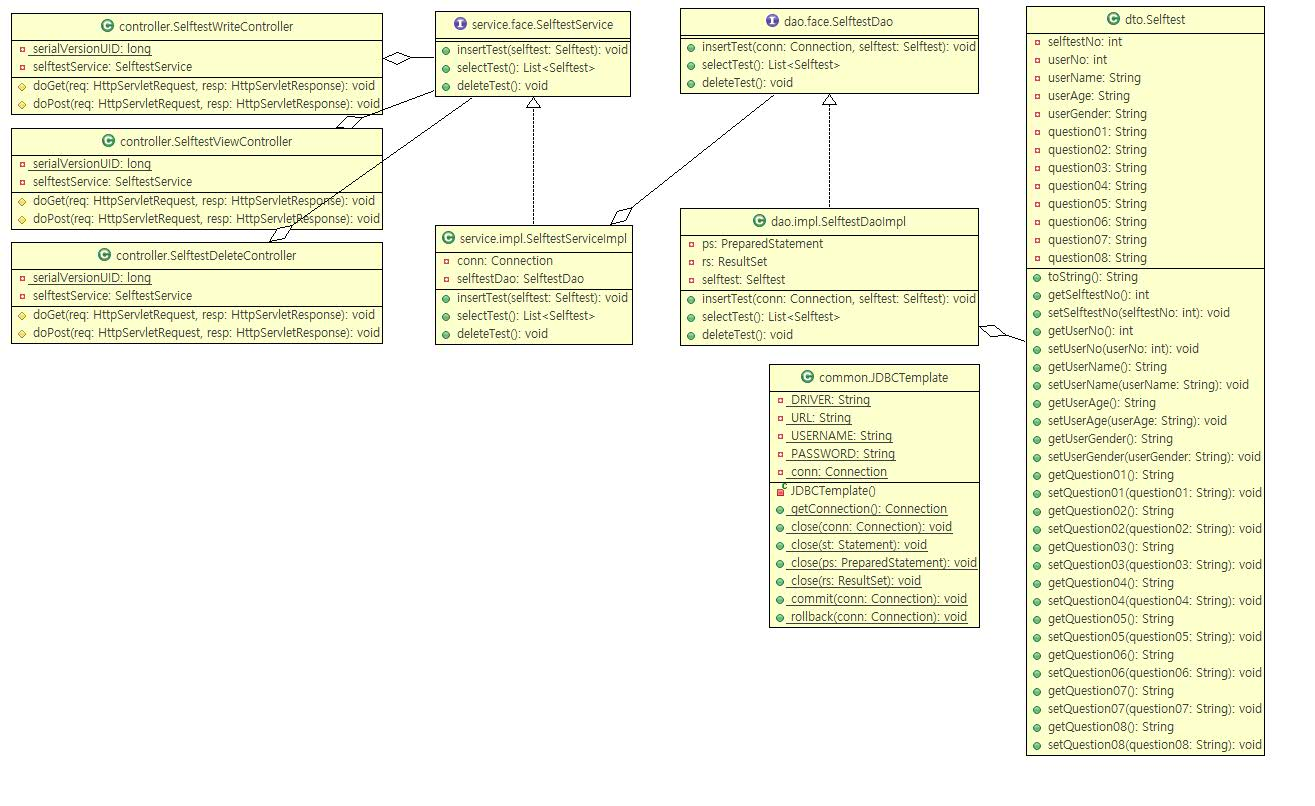 controller.SelftestWriteController
serialVersionUID: long
selftestService: SelftestService
doGet(req: HttpServletRequest, resp: HttpServletResponse): void
doPost(req: HttpServletRequest, resp: HttpServletResponse): void
controller.SelftestViewController
serialVersionUID: long
selftestService: SelftestService
doGet(req: HttpServletRequest, resp: HttpServletResponse): void
doPost(req: HttpServletRequest, resp: HttpServletResponse): void
controller.SelftestDeleteController
serialVersionUID: long
selftestService: SelftestService
doGet(req: HttpServletRequest, resp: HttpServletResponse): void
doPost(req: HttpServletRequest, resp: HttpServletResponse): void
service.face.SelftestService
insertTest(selftest: Selftest): void
selectTest(): List<Selftest>
deleteTest(): void
service.impl.SelftestServiceImpl
conn: Connection
selftestDao: SelftestDao
insertTest(selftest: Selftest): void
selectTest(): List<Selftest>
deleteTest(): void
dao.face.SelftestDao
insertTest(conn: Connection, selftest: Selftest): void
selectTest(): List<Selftest>
deleteTest(): void
dao.impl.SelftestDaoImpl
ps: PreparedStatement
rs: ResultSet
selftest: Selftest
insertTest(conn: Connection, selftest: Selftest): void
selectTest(): List<Selftest>
deleteTest(): void
common.JDBCTemplate
DRIVER: String
URL: String
USERNAME: String
PASSWORD: String
conn: Connection
JDBCTemplate()
getConnection(): Connection
close(conn: Connection): void
close(st: Statement): void
close(ps: PreparedStatement): void
close(rs: ResultSet): void
commit(conn: Connection): void
rollback(conn: Connection): void
dto.Selftest
selftestNo: int
userNo: int
userName: String
userAge: String
userGender: String
question01: String
question02: String
question03: String
question04: String
question05: String
question06: String
question07: String
question08: String
toString(): String
getSelftestNo(): int
setSelftestNo(selftestNo: int): void
getUserNo(): int
setUserNo(userNo: int): void
getUserName(): String
setUserName(userName: String): void
getUserAge(): String
setUserAge(userAge: String): void
getUserGender(): String
setUserGender(userGender: String): void
getQuestion01(): String
setQuestion01(question01: String): void
getQuestion02(): String
setQuestion02(question02: String): void
getQuestion03(): String
setQuestion03(question03: String): void
getQuestion04(): String
setQuestion04(question04: String): void
getQuestion05(): String
setQuestion05(question05: String): void
getQuestion06(): String
setQuestion06(question06: String): void
getQuestion07(): String
setQuestion07(question07: String): void
getQuestion08(): String
setQuestion08(question08: String): void